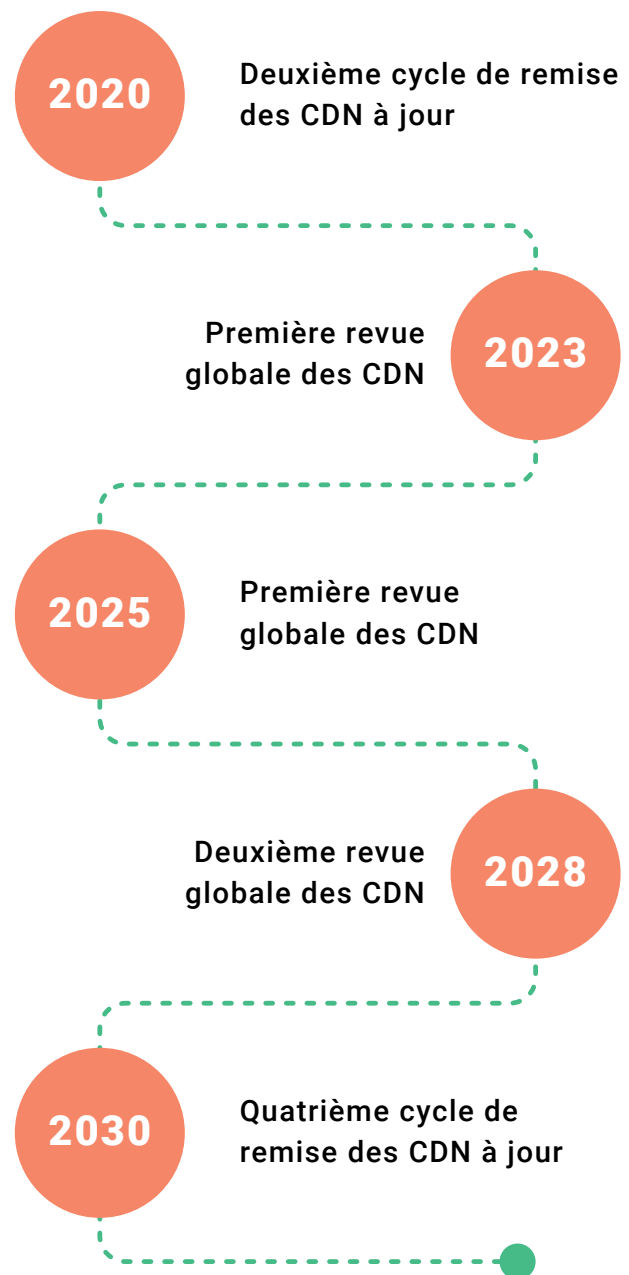 2020
Deuxième cycle de remise
des CDN à jour
Première revue
globale des CDN
2023
2025
Première revue
globale des CDN
Deuxième revue
globale des CDN
2028
2030
Quatrième cycle de
remise des CDN à jour